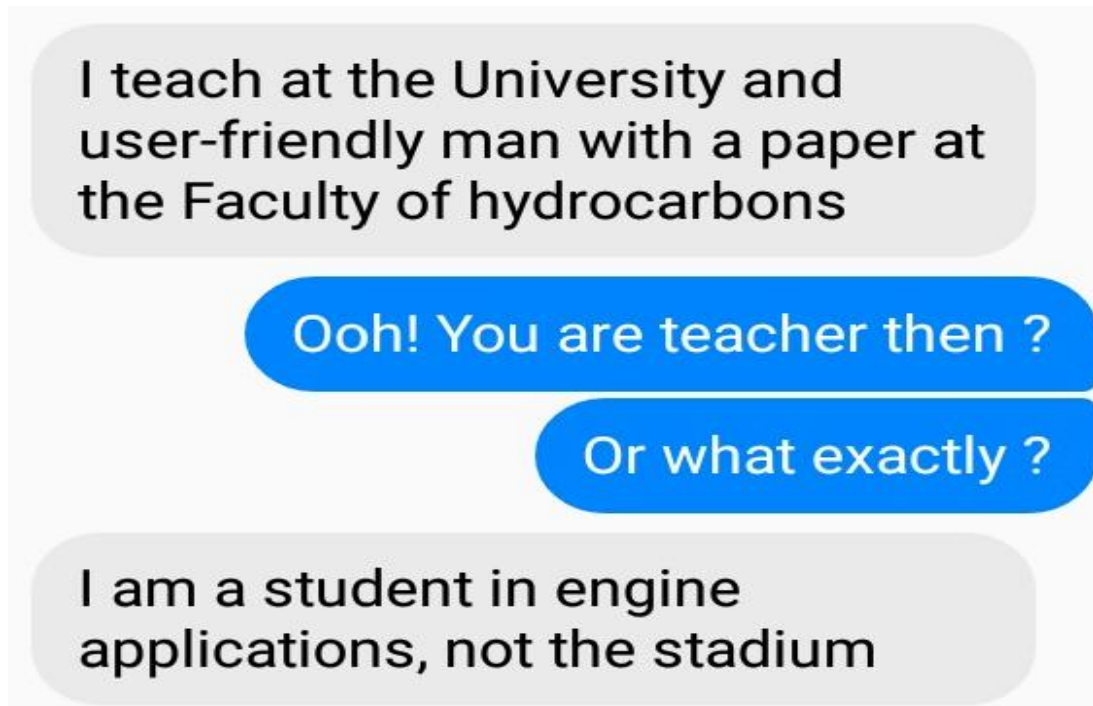 I teach at the University and
user-friendly man with a paper at
the Faculty of hydrocarbons
Ooh! You are teacher then ?
Or what exactly ?
I am a student in engine
applications, not the stadium